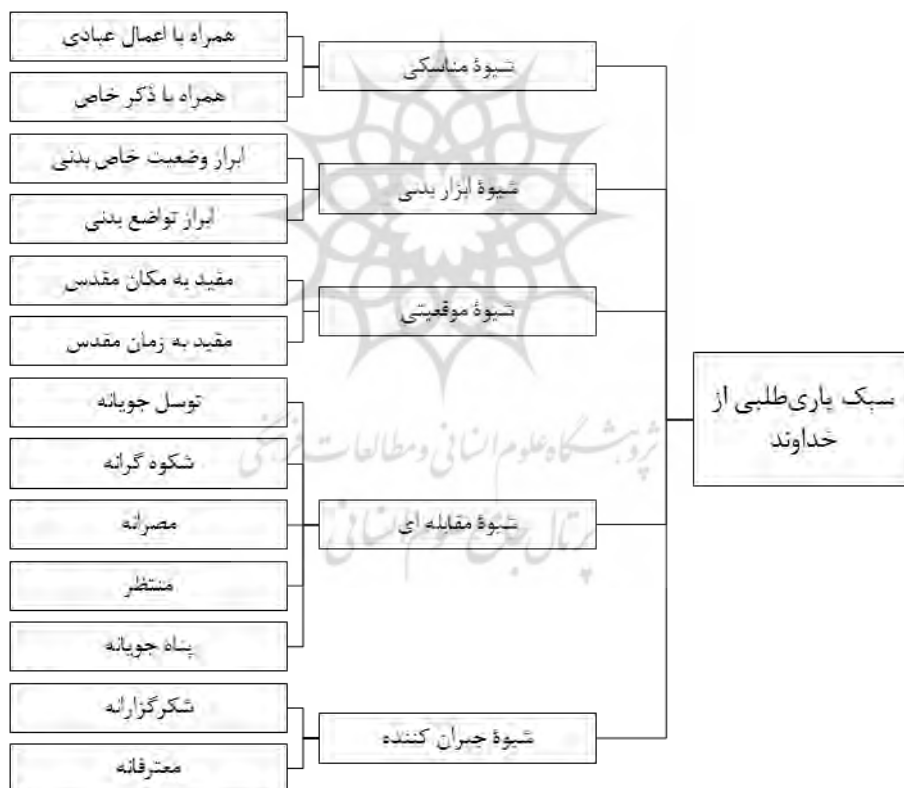 سبک یاری‌طلبی از
خداوند
شیوهٔ مناسکی
همراه با اعمال عبادی
همراه با ذکر خاص
شیوهٔ ابزار بدنی
ابراز وضعیت خاص بدنی
ابراز تواضع بدنی
شیوهٔ موقعیتی
مقید به مکان مقدس
مقید به زمان مقدس
شیوهٔ مقابله ای
توسل جویانه
شکوه گرانه
مصرانه
منتظر
پناه جویانه
شیوهٔ جبران کننده
شکرگزارانه
معترفانه
پژوهشگاه علوم انسانی و مطالعات فرهنگی
پرتال جامع علوم انسانی